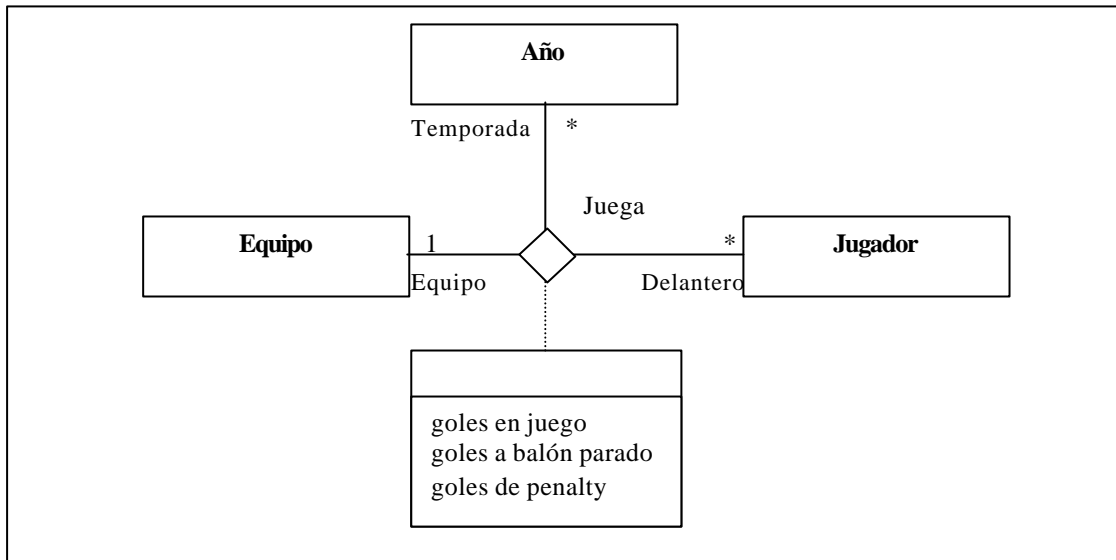 Año
Temporada *
Juega
Equipo 1 * Jugador
Equipo Delantero
goles en juego
goles a balón parado
goles de penalty